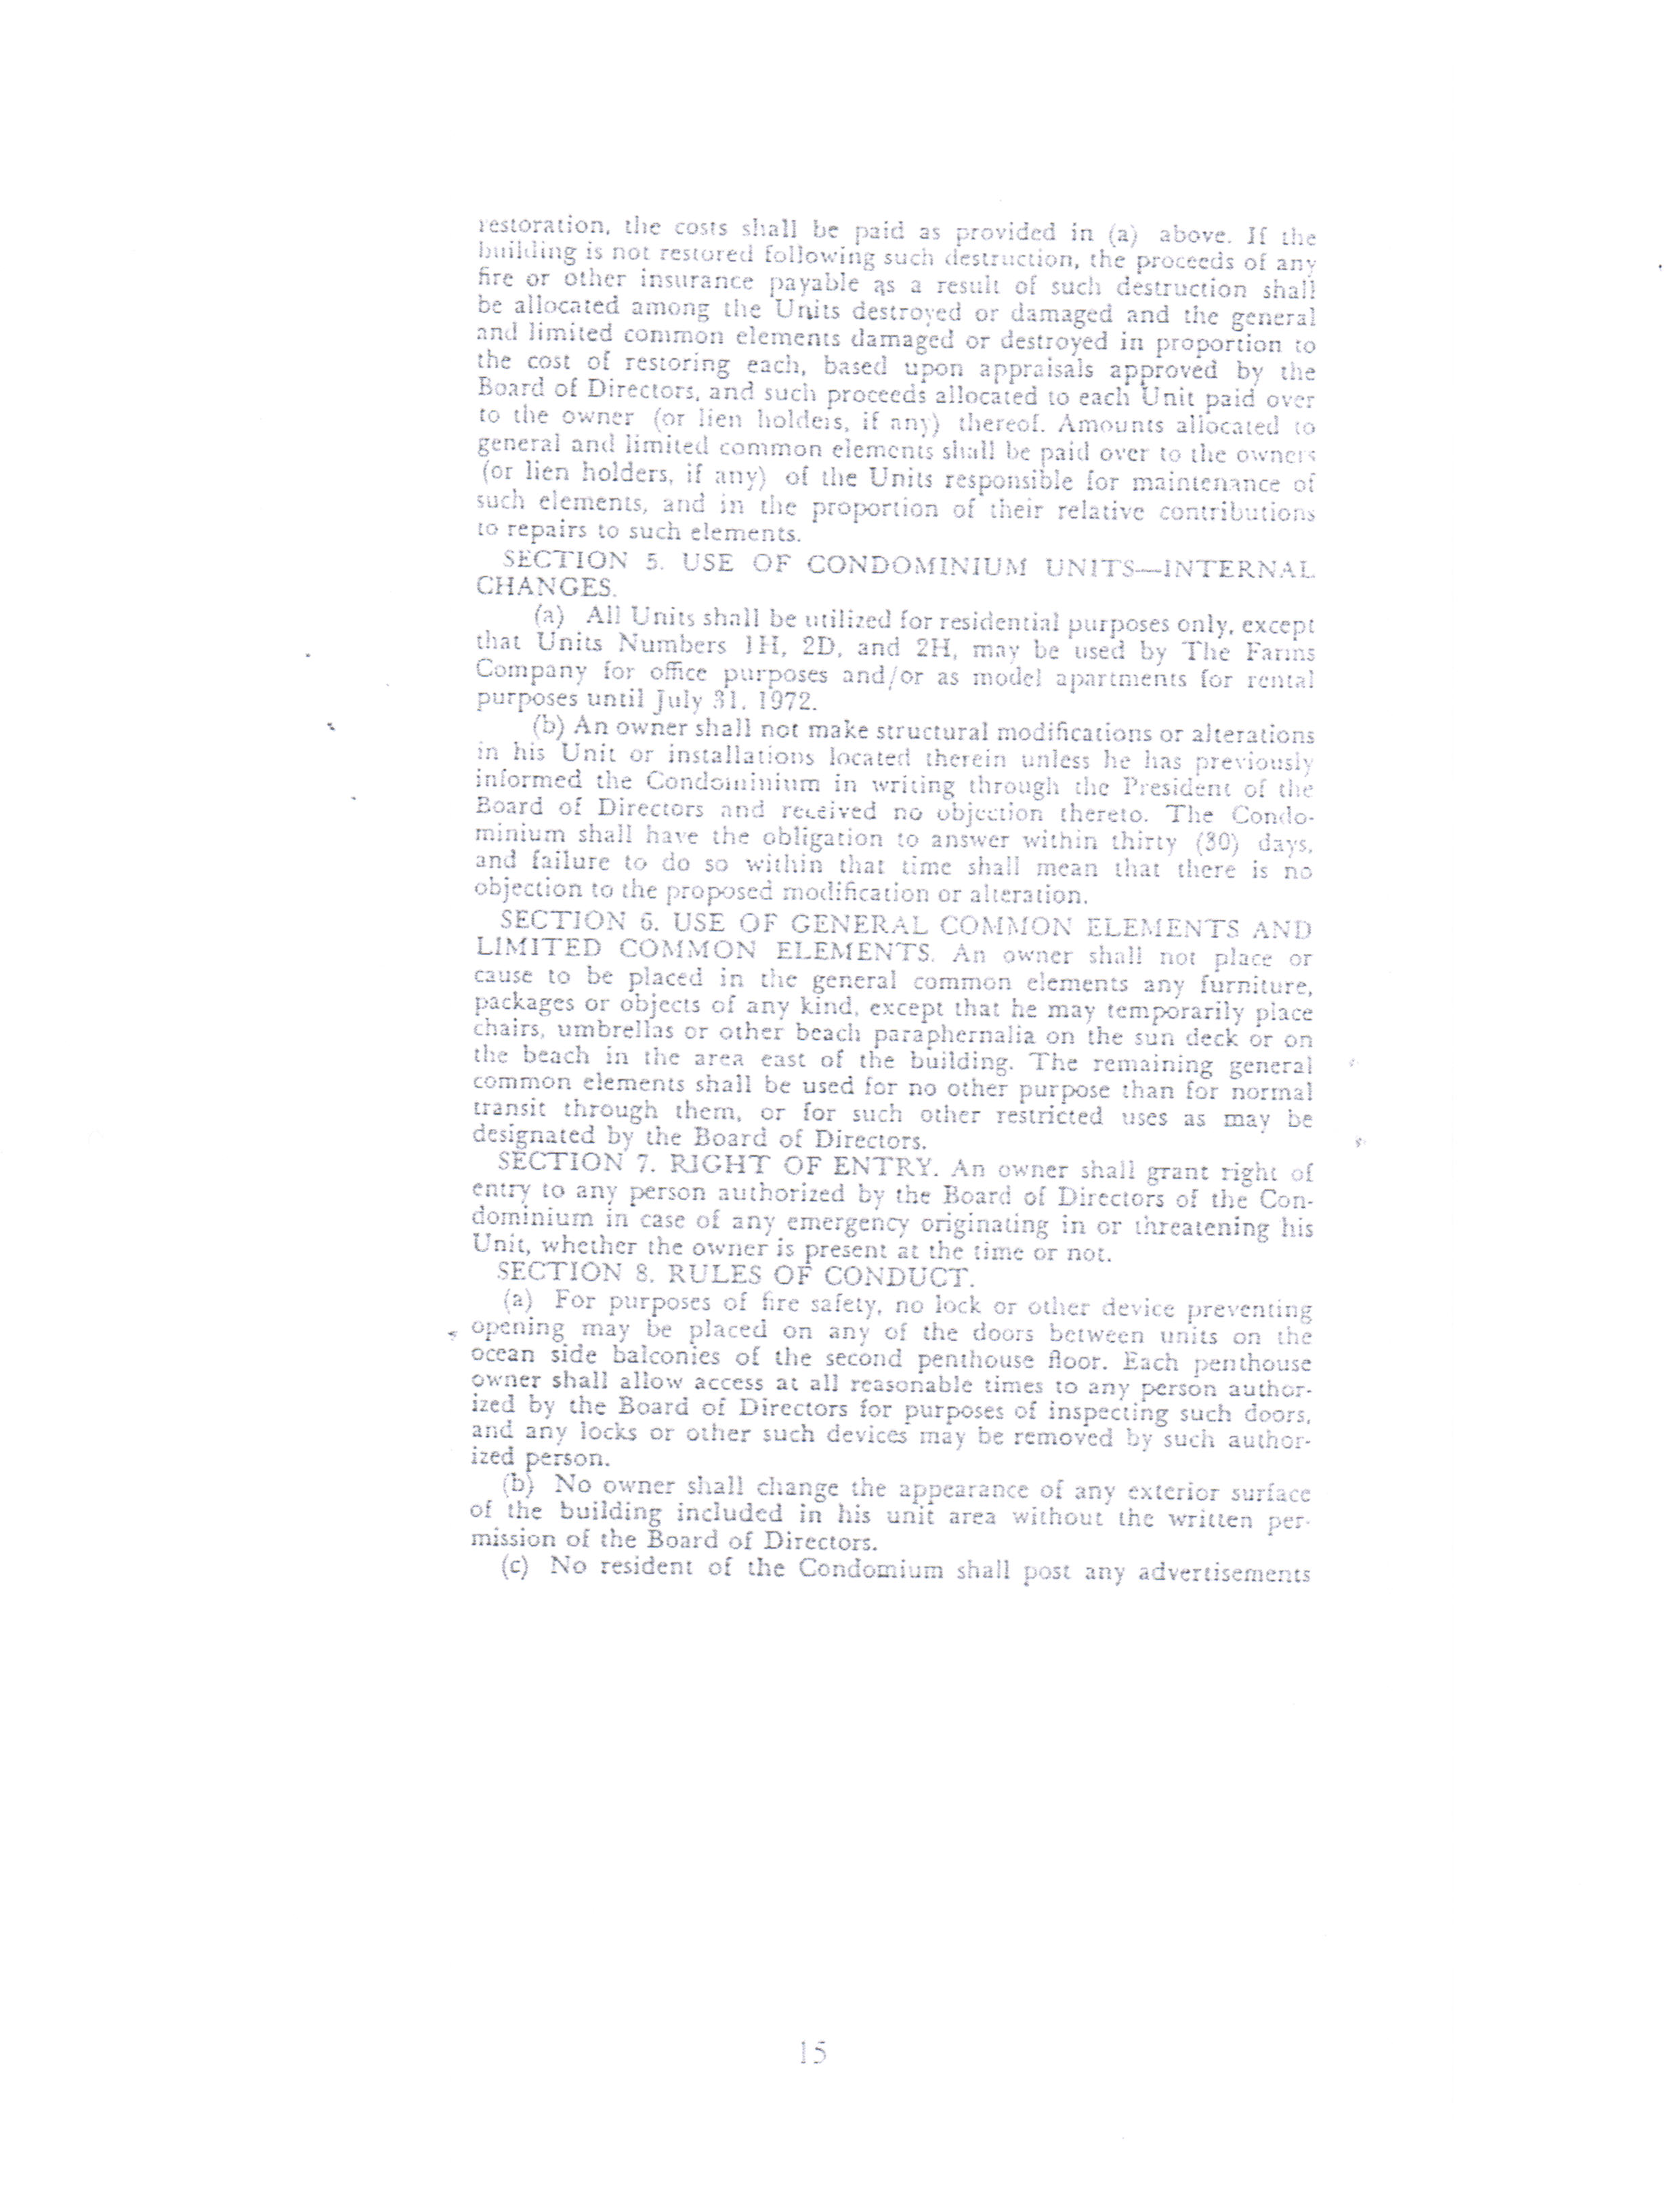 restoration, the costs shall be paid as provided in (a) above. If the
building is not restored following such destruction, the proceeds of any
fire or other insurance payable as a result of such destruction shall
be allocated among the Units destroyed or damaged and the general
and limited common elements damaged or destroyed in proportion to
the cost of restoring each, based upon appraisals approved by the
Board of Directors, and such proceeds allocated to each Unit paid over
to the owner (or lien holders, if any) thereof. Amounts allocated to
general and limited common elements shall be paid over to the owners
(or lien holders, if any) of the Units responsible for maintenance of
such elements, and in the proportion of their relative contributions
to repairs to such elements.
SECTION 5. USE OF CONDOMINIUM UNITS—INTERNAL
CHANGES.
(a) All Units shall be utilized for residential purposes only, except
that Units Numbers 1H, 2D, and 2H, may be used by The Farms
Company for office purposes and/or as model apartments for rental
purposes until July 31, 1972.
(b) An owner shall not make structural modifications or alterations
in his Unit or installations located therein unless he has previously
informed the Condominium in writing through the President of the
Board of Directors and received no objection thereto. The Condo-
minium shall have the obligation to answer within thirty (30) days,
and failure to do so within that time shall mean that there is no
objection to the proposed modification or alteration.
SECTION 6. USE OF GENERAL COMMON ELEMENTS AND
LIMITED COMMON ELEMENTS. An owner shall not place or
cause to be placed in the general common elements any furniture,
packages or objects of any kind, except that he may temporarily place
chairs, umbrellas or other beach paraphernalia on the sun deck or on
the beach in the area east of the building. The remaining general
common elements shall be used for no other purpose than for normal
transit through them, or for such other restricted uses as may be
designated by the Board of Directors.
SECTION 7. RIGHT OF ENTRY. An owner shall grant right of
entry to any person authorized by the Board of Directors of the Con-
dominium in case of any emergency originating in or threatening his
Unit, whether the owner is present at the time or not.
SECTION 8. RULES OF CONDUCT.
(a) For purposes of fire safety, no lock or other device preventing
opening may be placed on any of the doors between units on the
ocean side balconies of the second penthouse floor. Each penthouse
owner shall allow access at all reasonable times to any person author-
ized by the Board of Directors for purposes of inspecting such doors,
and any locks or other such devices may be removed by such author-
ized person.
(b) No owner shall change the appearance of any exterior surface
of the building included in his unit area without the written per-
mission of the Board of Directors.
(c) No resident of the Condomium shall post any advertisements
15